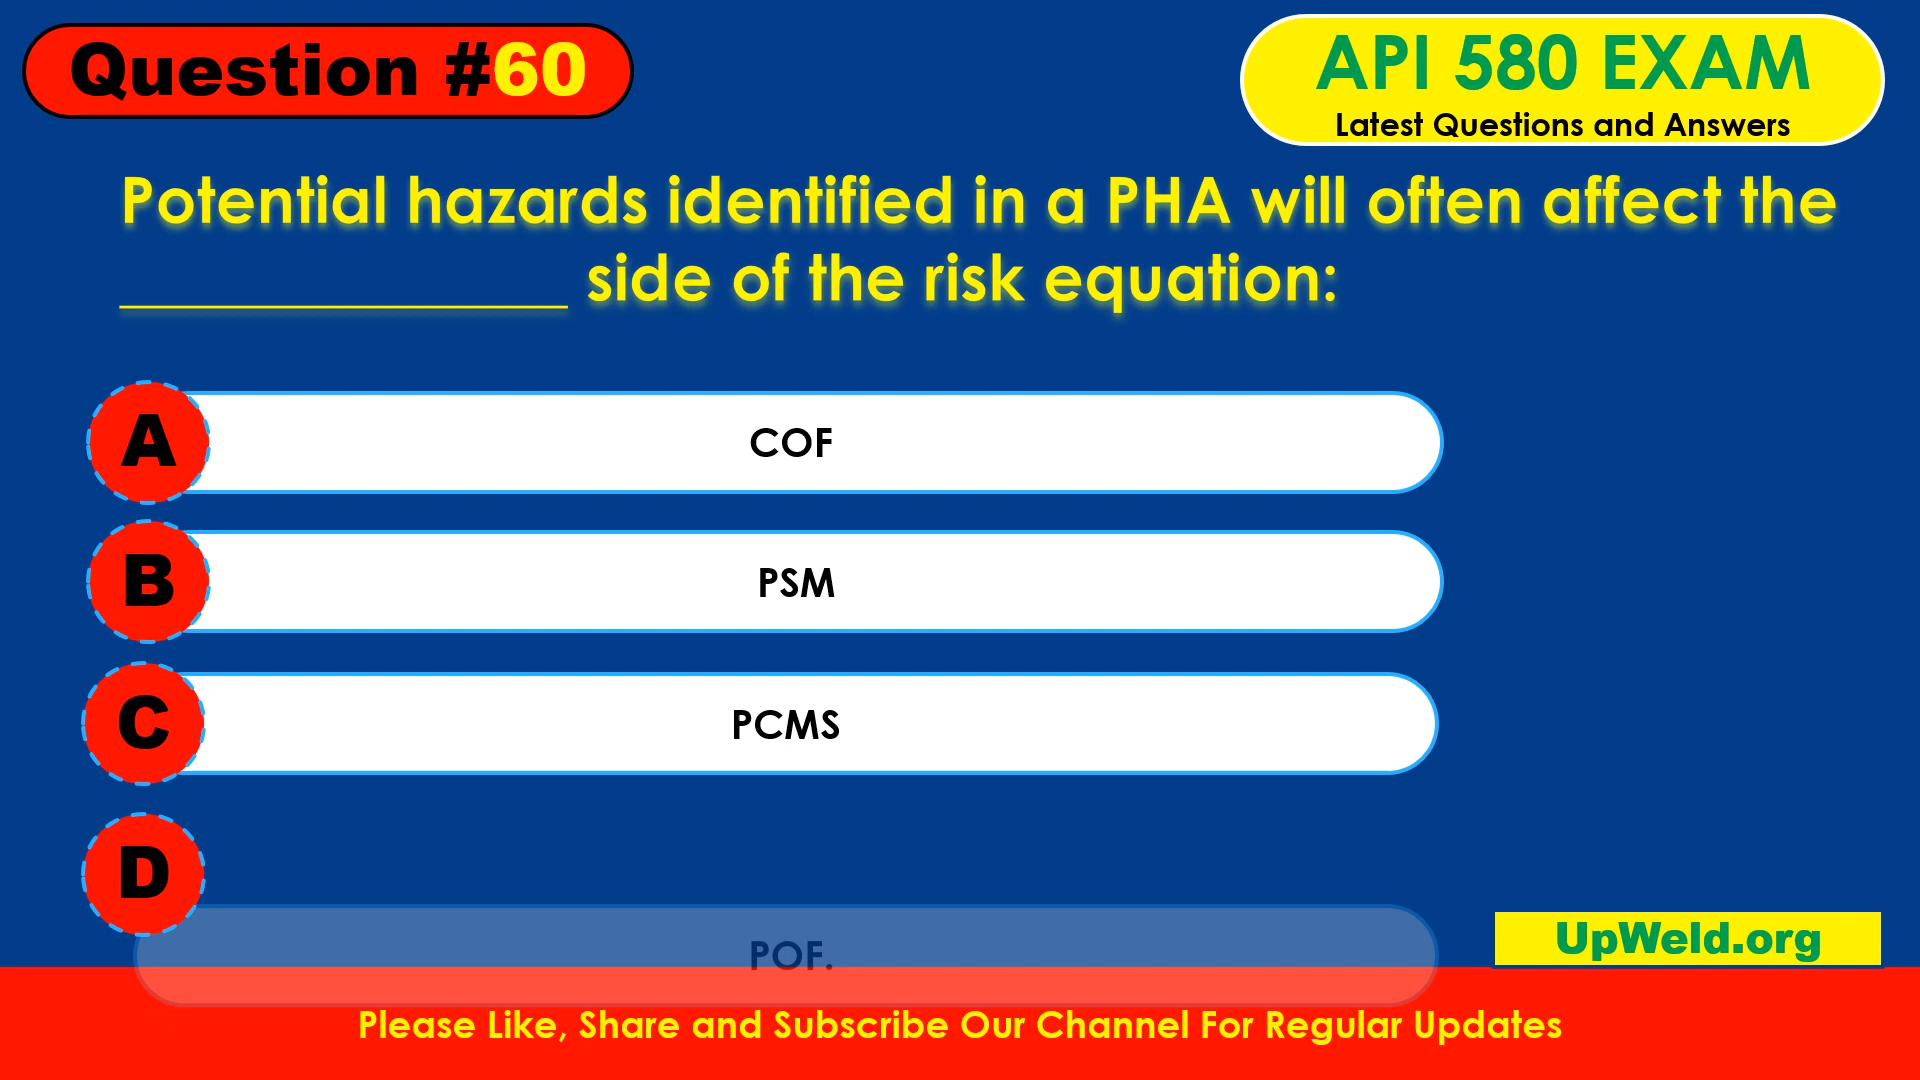 Question #60
API 580 EXAM
Latest Questions and Answers
Potential hazards identified in a PHA will often affect the
______________ side of the risk equation:
A
COF
B
PSM
C
PCMS
D
POF.
UpWeld.org
Please Like, Share and Subscribe Our Channel For Regular Updates